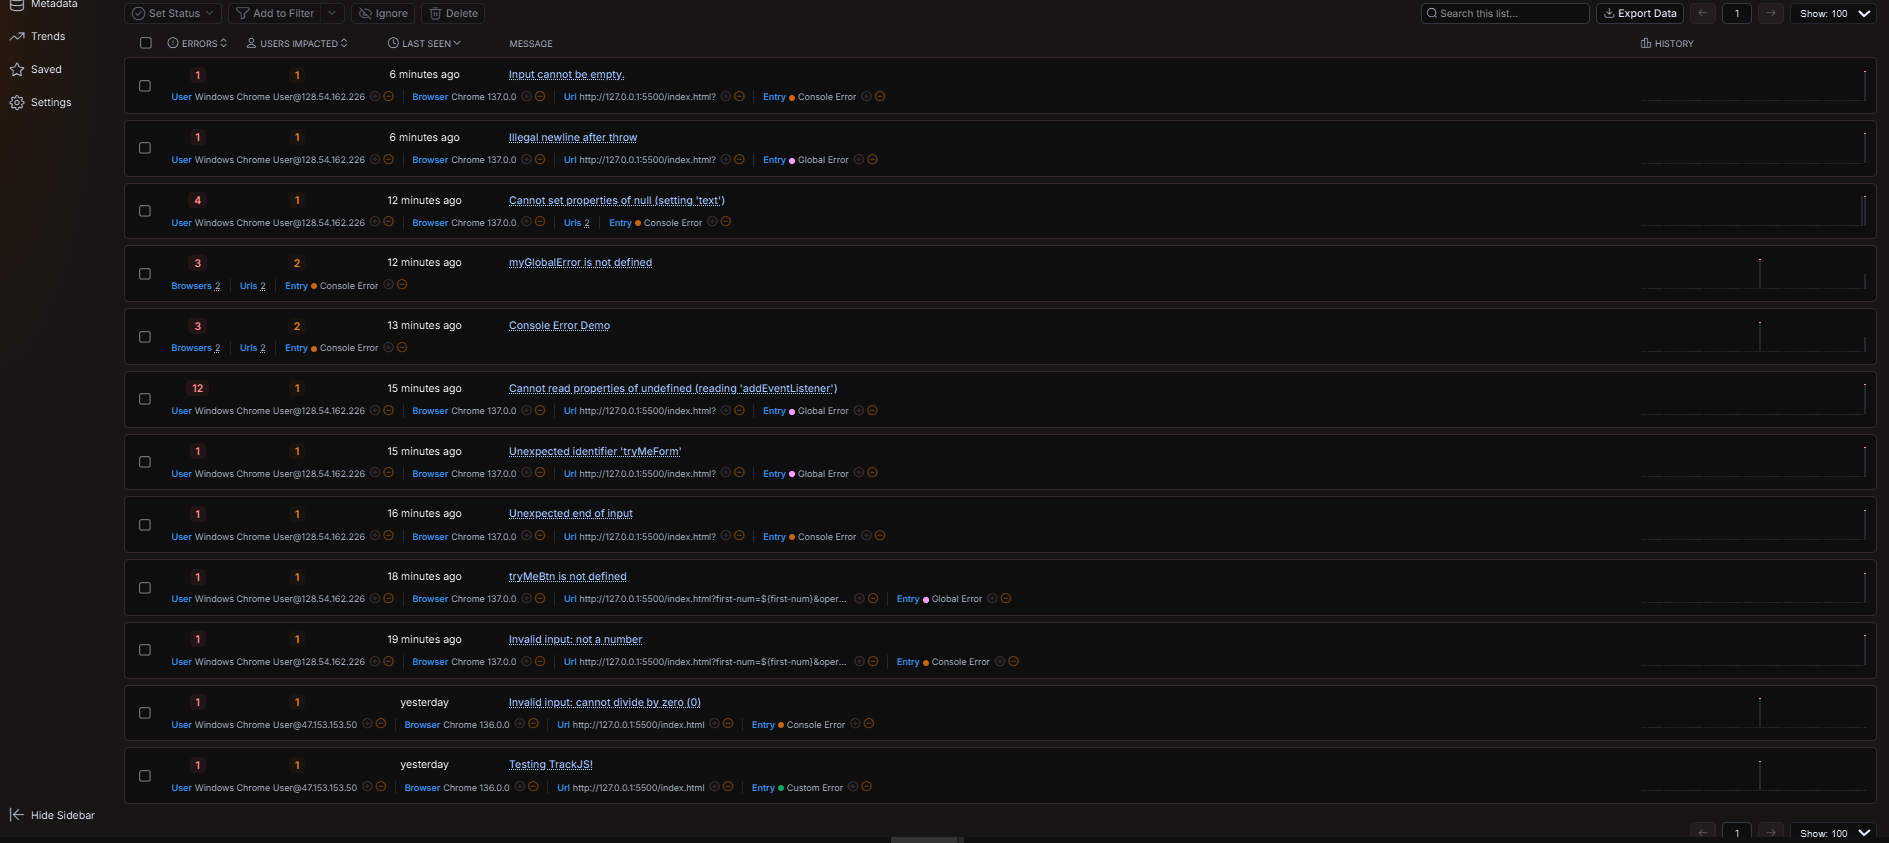 Metadata
Trends
Saved
Settings
Set Status Add to Filter Ignore Delete Search this list... Export Data 1 Show: 100
ERRORS USERS IMPACTED LAST SEEN MESSAGE HISTORY
1 1 6 minutes ago Input cannot be empty.
User Windows Chrome User@128.54.162.226 Browser Chrome 137.0.0 Url http://127.0.0.1:5500/index.html? Entry Console Error
1 1 6 minutes ago Illegal newline after throw
User Windows Chrome User@128.54.162.226 Browser Chrome 137.0.0 Url http://127.0.0.1:5500/index.html? Entry Global Error
4 1 12 minutes ago Cannot set properties of null (setting 'text')
User Windows Chrome User@128.54.162.226 Browser Chrome 137.0.0 Urls 2 Entry Console Error
3 2 12 minutes ago myGlobalError is not defined
Browsers 2 Urls 2 Entry Console Error
3 2 13 minutes ago Console Error Demo
Browsers 2 Urls 2 Entry Console Error
12 1 15 minutes ago Cannot read properties of undefined (reading 'addEventListener')
User Windows Chrome User@128.54.162.226 Browser Chrome 137.0.0 Url http://127.0.0.1:5500/index.html? Entry Global Error
1 1 15 minutes ago Unexpected identifier 'tryMeForm'
User Windows Chrome User@128.54.162.226 Browser Chrome 137.0.0 Url http://127.0.0.1:5500/index.html? Entry Global Error
1 1 16 minutes ago Unexpected end of input
User Windows Chrome User@128.54.162.226 Browser Chrome 137.0.0 Url http://127.0.0.1:5500/index.html? Entry Console Error
1 1 18 minutes ago tryMeBtn is not defined
User Windows Chrome User@128.54.162.226 Browser Chrome 137.0.0 Url http://127.0.0.1:5500/index.html?first-num=${first-num}&oper... Entry Global Error
1 1 19 minutes ago Invalid input: not a number
User Windows Chrome User@128.54.162.226 Browser Chrome 137.0.0 Url http://127.0.0.1:5500/index.html?first-num=${first-num}&oper... Entry Console Error
1 1 yesterday Invalid input: cannot divide by zero (0)
User Windows Chrome User@47.153.153.50 Browser Chrome 136.0.0 Url http://127.0.0.1:5500/index.html Entry Console Error
1 1 yesterday Testing TrackJS!
User Windows Chrome User@47.153.153.50 Browser Chrome 136.0.0 Url http://127.0.0.1:5500/index.html Entry Custom Error
Hide Sidebar
1 Show: 100